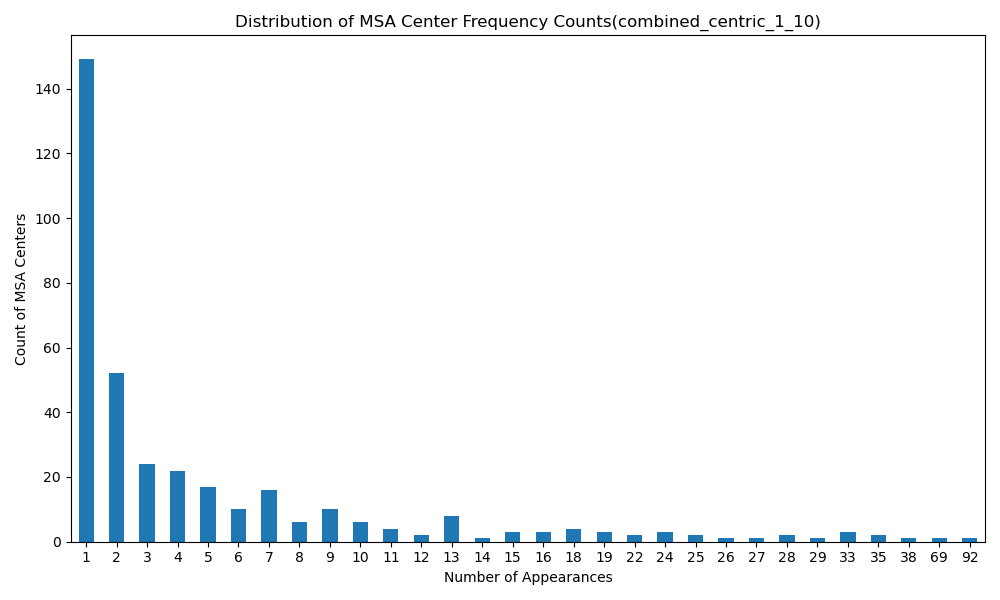 Distribution of MSA Center Frequency Counts(combined_centric_1_10)
Count of MSA Centers
140
120
100
80
60
40
20
0
1 2 3 4 5 6 7 8 9 10 11 12 13 14 15 16 18 19 22 24 25 26 27 28 29 33 35 38 69 92
Number of Appearances